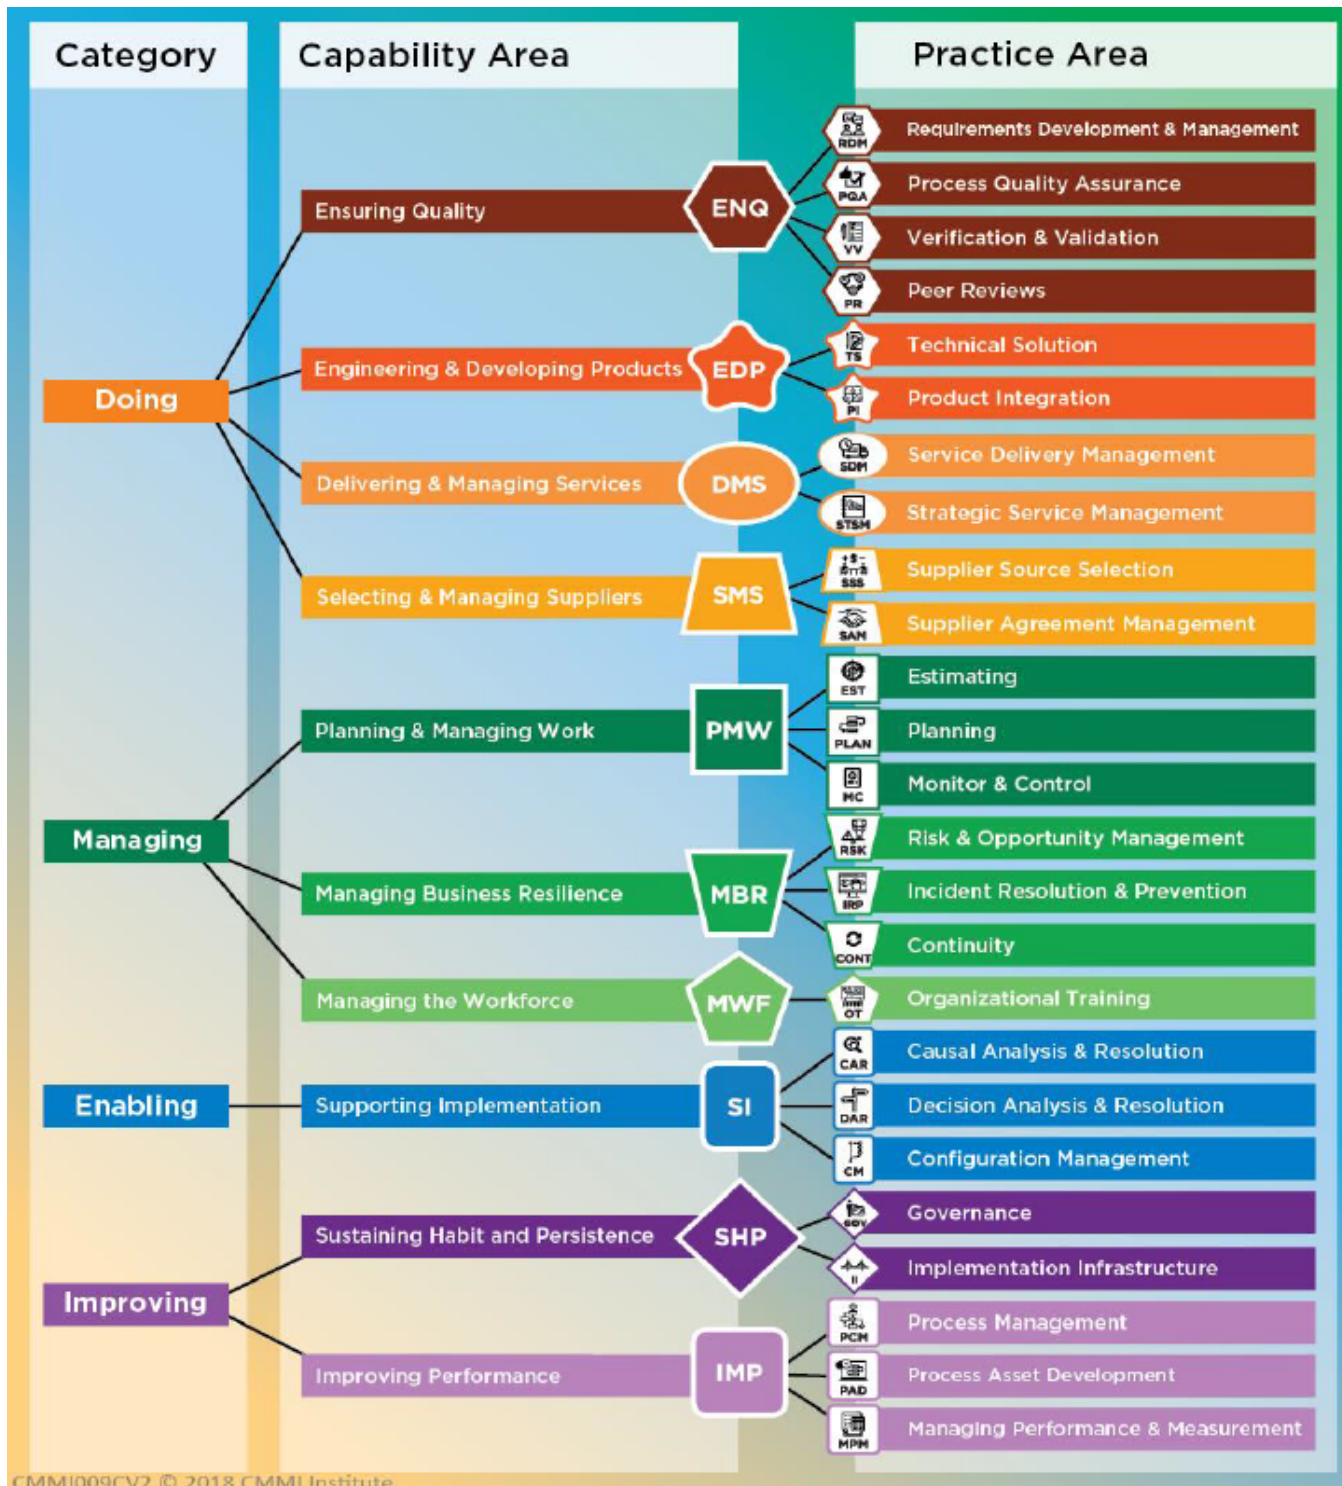 Category
Capability Area
Practice Area
Doing
Ensuring Quality
ENQ
RDM
Requirements Development & Management
PQA
Process Quality Assurance
VV
Verification & Validation
PR
Peer Reviews
Engineering & Developing Products
EDP
TS
Technical Solution
PI
Product Integration
Delivering & Managing Services
DMS
SDM
Service Delivery Management
STSM
Strategic Service Management
Selecting & Managing Suppliers
SMS
SSS
Supplier Source Selection
SAM
Supplier Agreement Management
Managing
Planning & Managing Work
PMW
EST
Estimating
PLAN
Planning
MC
Monitor & Control
Managing Business Resilience
MBR
RSK
Risk & Opportunity Management
IRP
Incident Resolution & Prevention
CONT
Continuity
Managing the Workforce
MWF
OT
Organizational Training
Enabling
Supporting Implementation
SI
CAR
Causal Analysis & Resolution
DAR
Decision Analysis & Resolution
CM
Configuration Management
Improving
Sustaining Habit and Persistence
SHP
GOV
Governance
II
Implementation Infrastructure
Improving Performance
IMP
PCM
Process Management
PAD
Process Asset Development
MPM
Managing Performance & Measurement
CMMI009CV2 © 2018 CMMI Institute